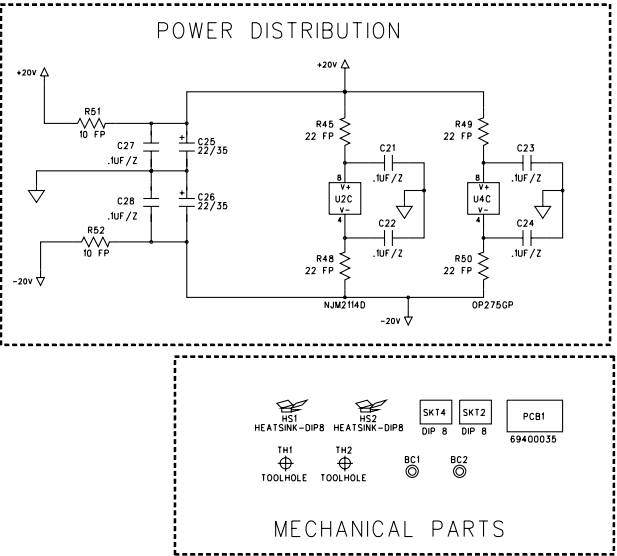 POWER DISTRIBUTION
+20V
+20V
R51
10 FP
C27
.1UF/Z
+
C25
22/35
C28
.1UF/Z
+
C26
22/35
R52
10 FP
-20V
R45
22 FP
C21
.1UF/Z
8
V+
U2C
V-
4
C22
.1UF/Z
R48
22 FP
NJM2114D
R49
22 FP
C23
.1UF/Z
8
V+
U4C
V-
4
C24
.1UF/Z
R50
22 FP
OP275GP
-20V
HS1
HEATSINK-DIP8
HS2
HEATSINK-DIP8
SKT4
DIP 8
SKT2
DIP 8
PCB1
69400035
TH1
TOOLHOLE
TH2
TOOLHOLE
BC1
BC2
MECHANICAL PARTS